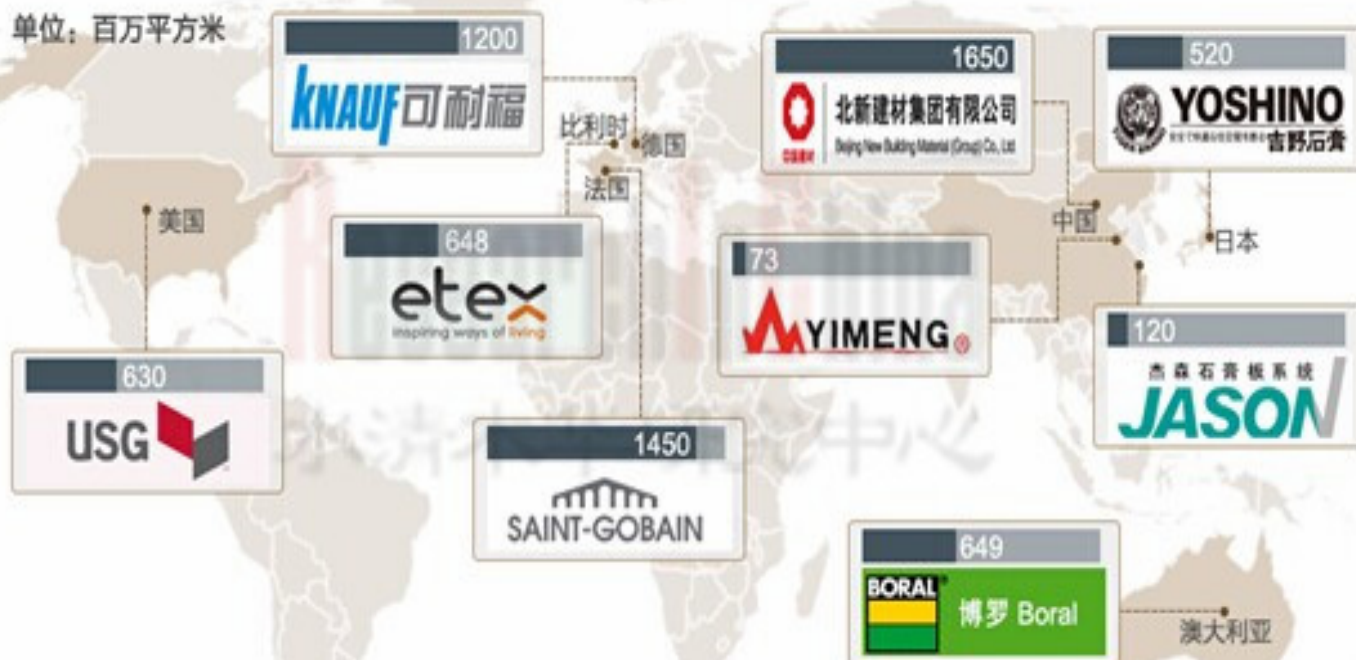 单位：百万平方米
1200
KNAUF可耐福
1650
北新建材集团有限公司
Beijing New Building Material (Group) Co., Ltd
中国建材
520
YOSHINO
吉野石膏
比利时
德国
法国
美国
中国
日本
648
etex
inspiring ways of living
73
YIMENG®
120
杰森石膏板系统
JASON
630
USG
1450
SAINT-GOBAIN
649
BORAL®
博罗 Boral
澳大利亚